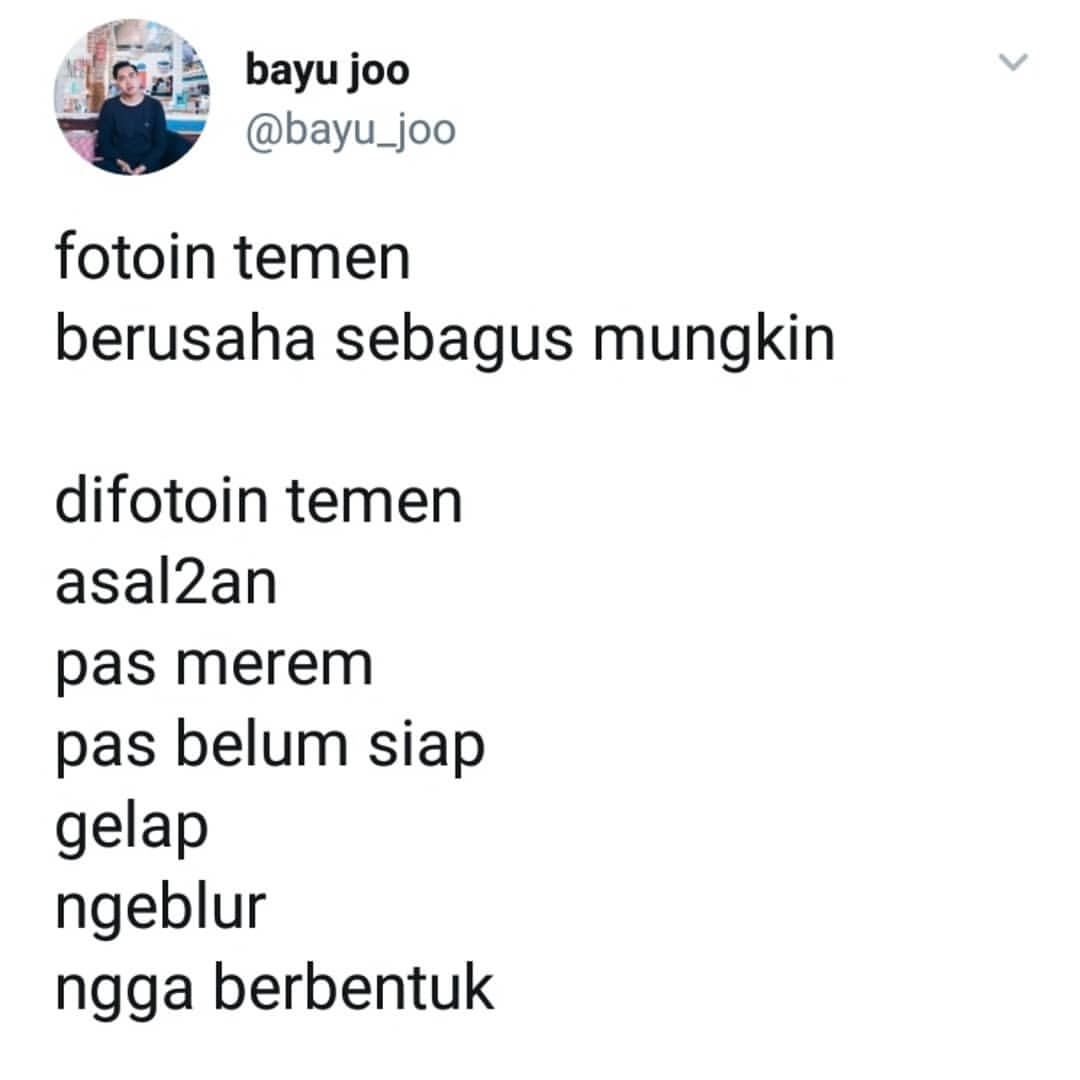 bayu joo
@bayu_joo
fotoin temen
berusaha sebagus mungkin
difotoin temen
asal2an
pas merem
pas belum siap
gelap
ngeblur
ngga berbentuk